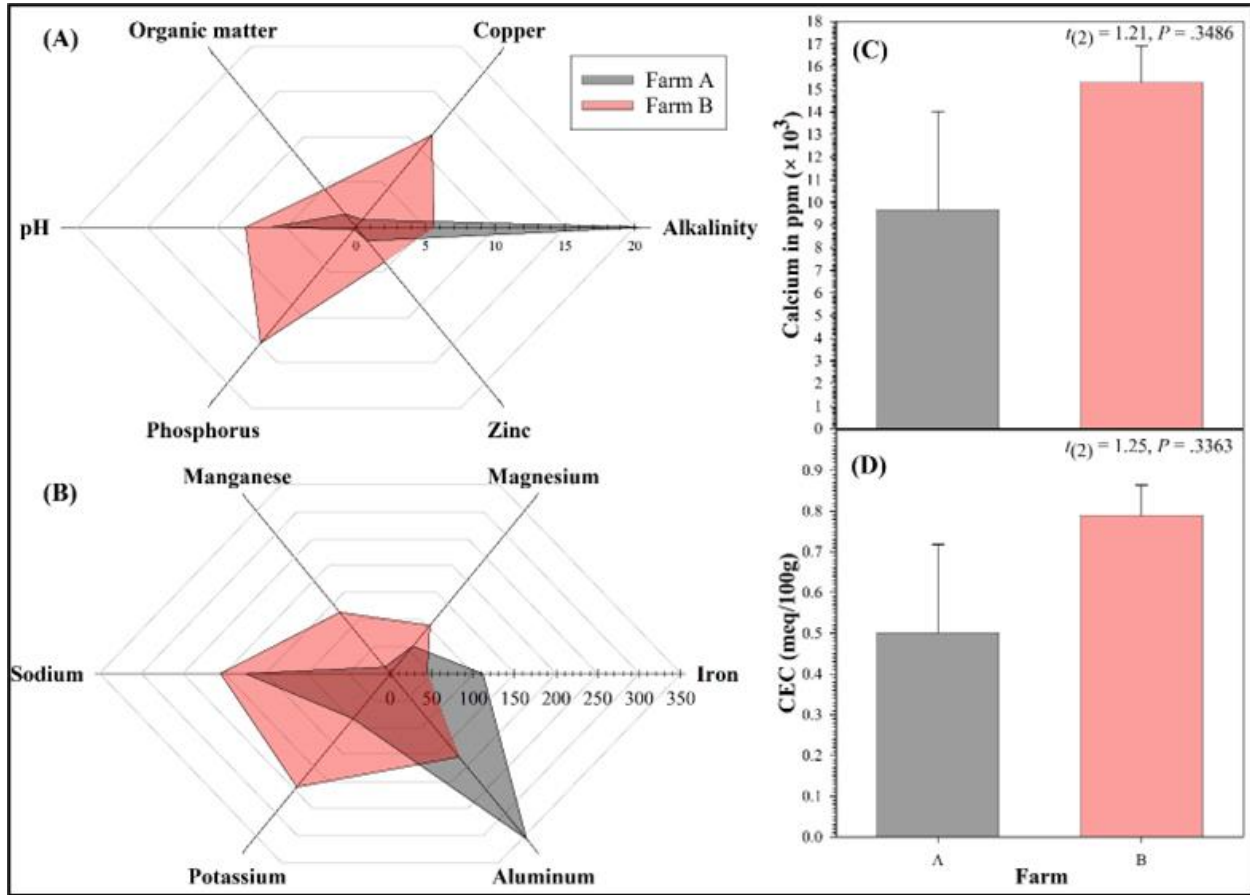 (A)
Organic matter
Copper
Farm A
Farm B
pH
0 5 10 15 20
Alkalinity
Phosphorus
Zinc
(B)
Manganese
Magnesium
Sodium
0 50 100 150 200 250 300 350
Iron
Potassium
Aluminum
(C)
t(2) = 1.21, P = .3486
Calcium in ppm (× 10³)
18
17
16
15
14
13
12
11
10
9
8
7
6
5
4
3
2
1
0
(D)
t(2) = 1.25, P = .3363
CEC (meq/100g)
0.9
0.8
0.7
0.6
0.5
0.4
0.3
0.2
0.1
0.0
A B
Farm